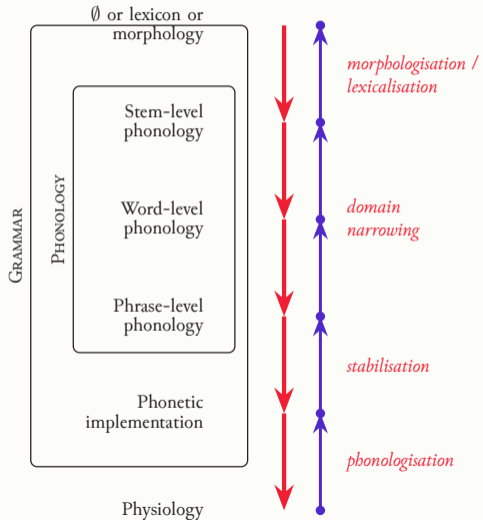 ∅ or lexicon or
morphology
morphologisation /
lexicalisation
Stem-level
phonology
Word-level
phonology
domain
narrowing
GRAMMAR
PHONOLOGY
Phrase-level
phonology
stabilisation
Phonetic
implementation
phonologisation
Physiology